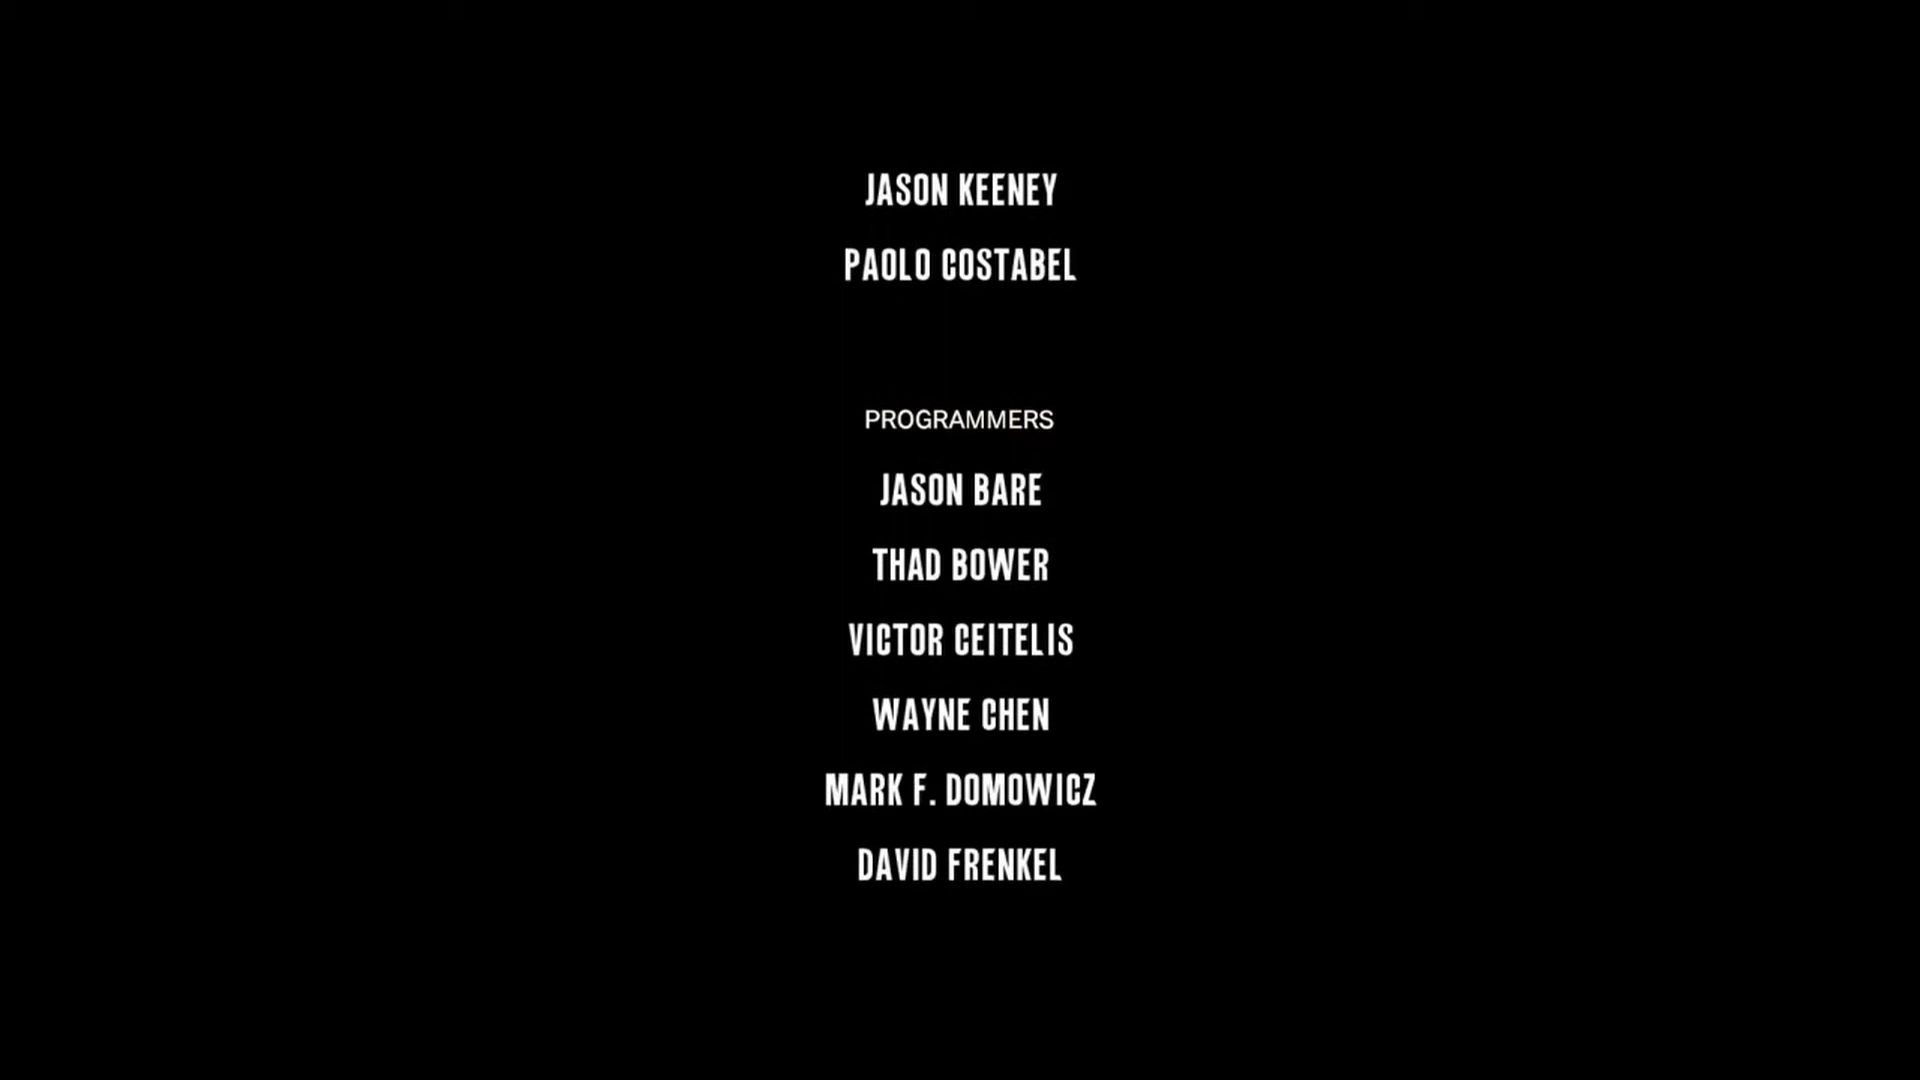 JASON KEENEY
PAOLO COSTABEL
PROGRAMMERS
JASON BARE
THAD BOWER
VICTOR CEITELIS
WAYNE CHEN
MARK F. DOMOWICZ
DAVID FRENKEL